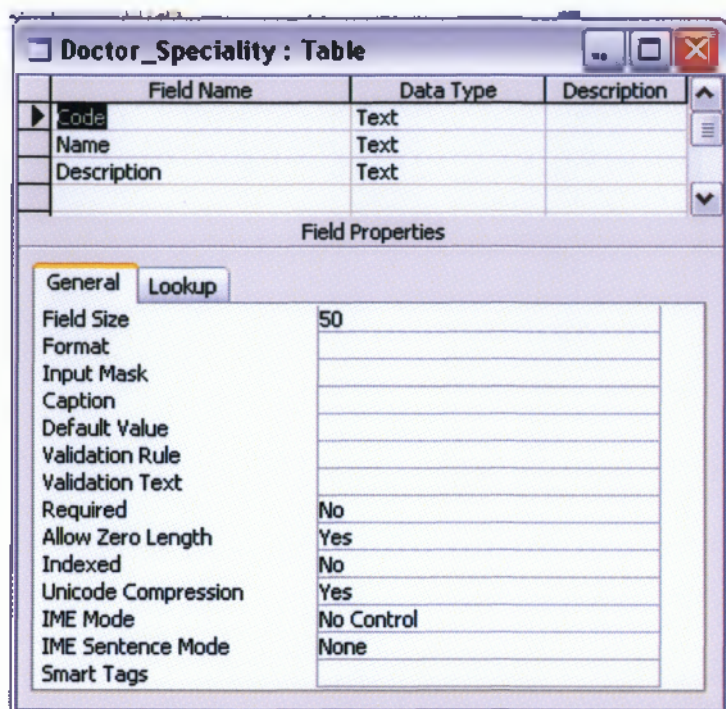 Doctor_Speciality : Table
Field Name Data Type Description
Code Text
Name Text
Description Text
Field Properties
General Lookup
Field Size 50
Format
Input Mask
Caption
Default Value
Validation Rule
Validation Text
Required No
Allow Zero Length Yes
Indexed No
Unicode Compression Yes
IME Mode No Control
IME Sentence Mode None
Smart Tags